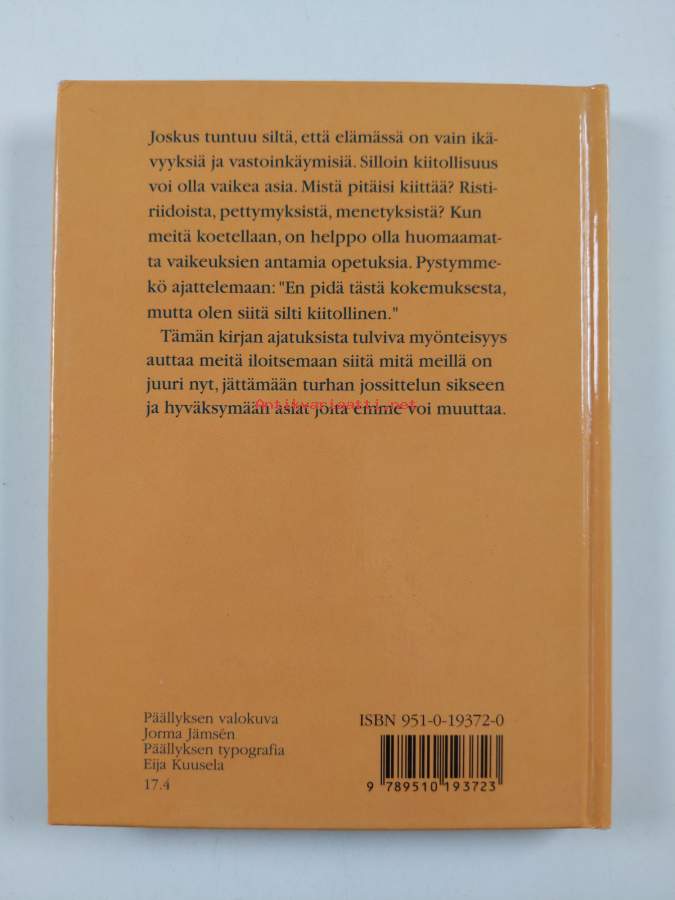 Joskus tuntuu siltä, että elämässä on vain ikä-
vyyksiä ja vastoinkäymisiä. Silloin kiitollisuus
voi olla vaikea asia. Mistä pitäisi kiittää? Risti-
riidoista, pettymyksistä, menetyksistä? Kun
meitä koetellaan, on helppo olla huomaamat-
ta vaikeuksien antamia opetuksia. Pystymme-
kö ajattelemaan: "En pidä tästä kokemuksesta,
mutta olen siitä silti kiitollinen."
Tämän kirjan ajatuksista tulviva myönteisyys
auttaa meitä iloitsemaan siitä mitä meillä on
juuri nyt, jättämään turhan jossittelun sikseen
ja hyväksymään asiat joita emme voi muuttaa.
Antikvariaatti.net
Päällyksen valokuva
Jorma Jämsén
Päällyksen typografia
Eija Kuusela
17.4
ISBN 951-0-19372-0
9 789510 193723